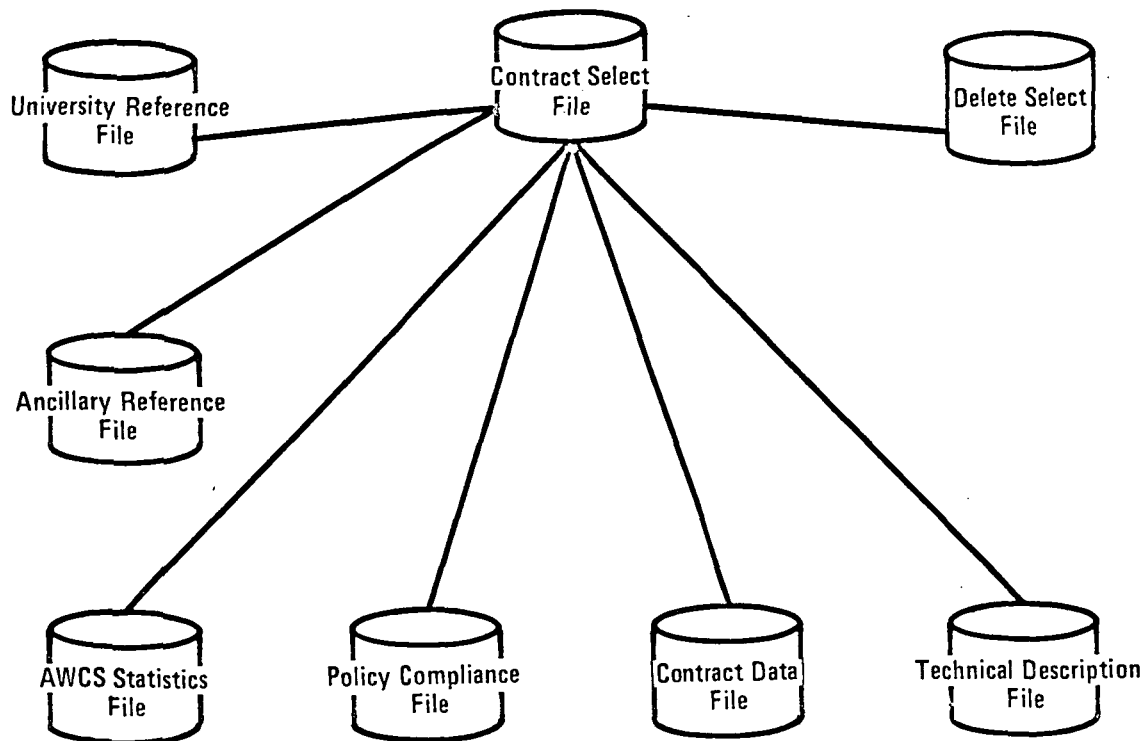 University Reference
File
Contract Select
File
Delete Select
File
Ancillary Reference
File
AWCS Statistics
File
Policy Compliance
File
Contract Data
File
Technical Description
File